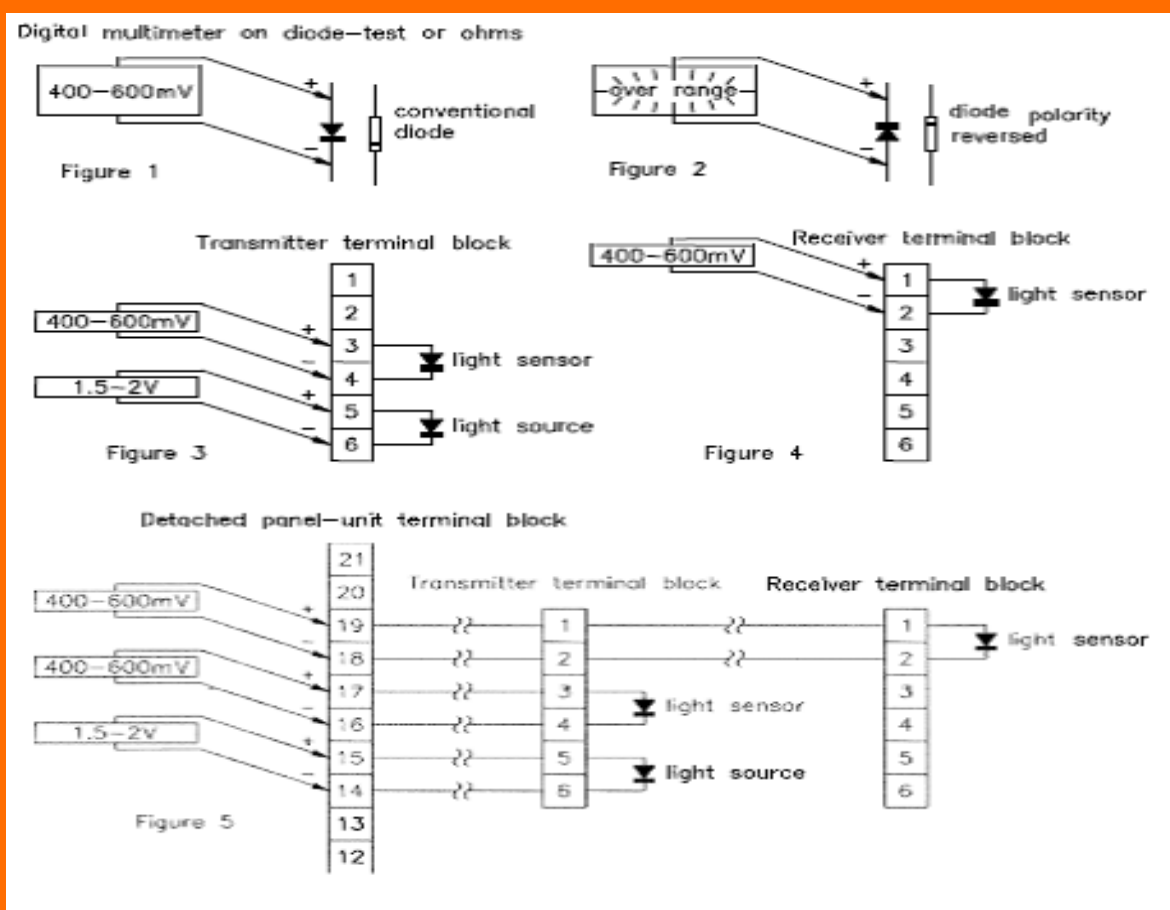 Digital multimeter on diode-test or ohms
400-600mV
+
-
conventional
diode
Figure 1
over range
+
-
diode polarity
reversed
Figure 2
Transmitter terminal block
1
2
3
4
5
6
400-600mV
+
-
light sensor
1.5-2V
+
-
light source
Figure 3
Receiver terminal block
400-600mV
+
-
1
2
3
4
5
6
light sensor
Figure 4
Detached panel-unit terminal block
21
20
19
18
17
16
15
14
13
12
400-600mV
+
-
400-600mV
+
-
1.5-2V
+
-
Transmitter terminal block
1
2
3
4
5
6
light sensor
light source
Receiver terminal block
1
2
3
4
5
6
light sensor
Figure 5